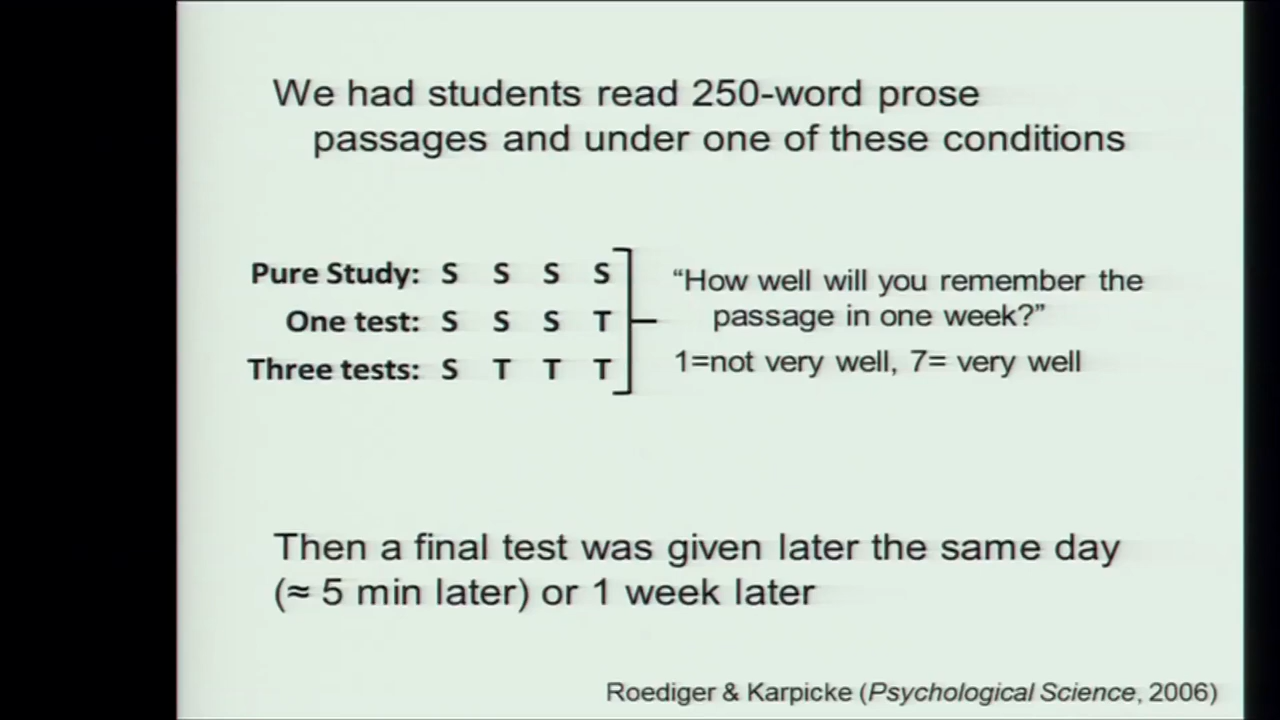 We had students read 250-word prose
passages and under one of these conditions
Pure Study: S S S S
One test: S S S T
Three tests: S T T T
“How well will you remember the
passage in one week?”
1=not very well, 7= very well
Then a final test was given later the same day
(≈ 5 min later) or 1 week later
Roediger & Karpicke (Psychological Science, 2006)